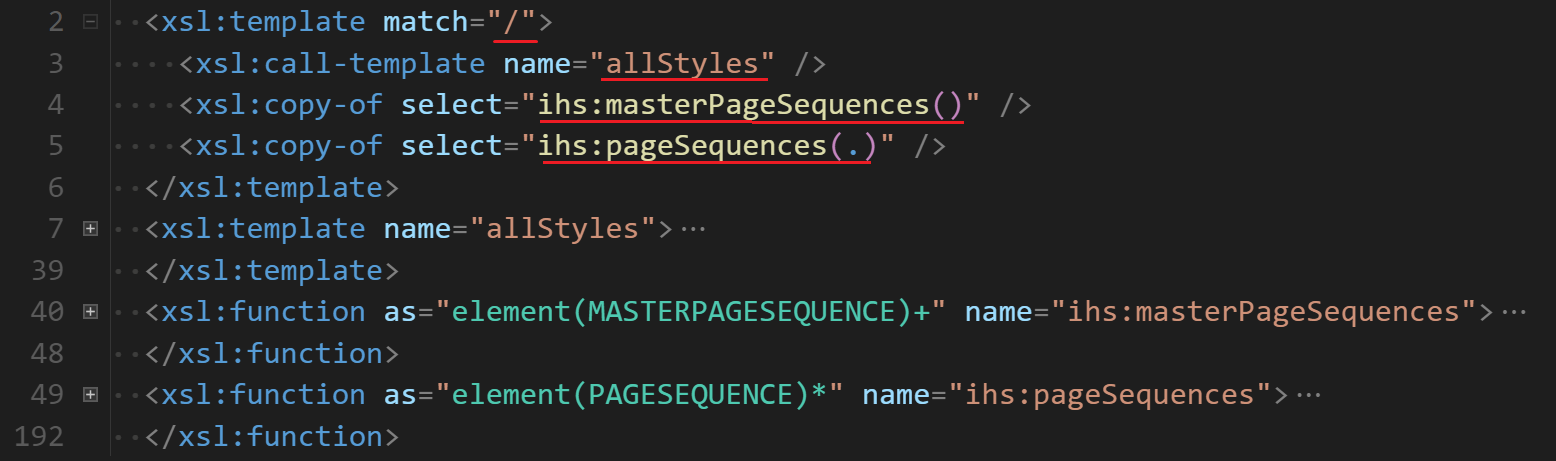 2 <xsl:template match="/">
3 <xsl:call-template name="allStyles" />
4 <xsl:copy-of select="ihs:masterPageSequences()" />
5 <xsl:copy-of select="ihs:pageSequences(.)" />
6 </xsl:template>
7 <xsl:template name="allStyles">···
39 </xsl:template>
40 <xsl:function as="element(MASTERPAGESEQUENCE)+" name="ihs:masterPageSequences">···
48 </xsl:function>
49 <xsl:function as="element(PAGESEQUENCE)*" name="ihs:pageSequences">···
192 </xsl:function>